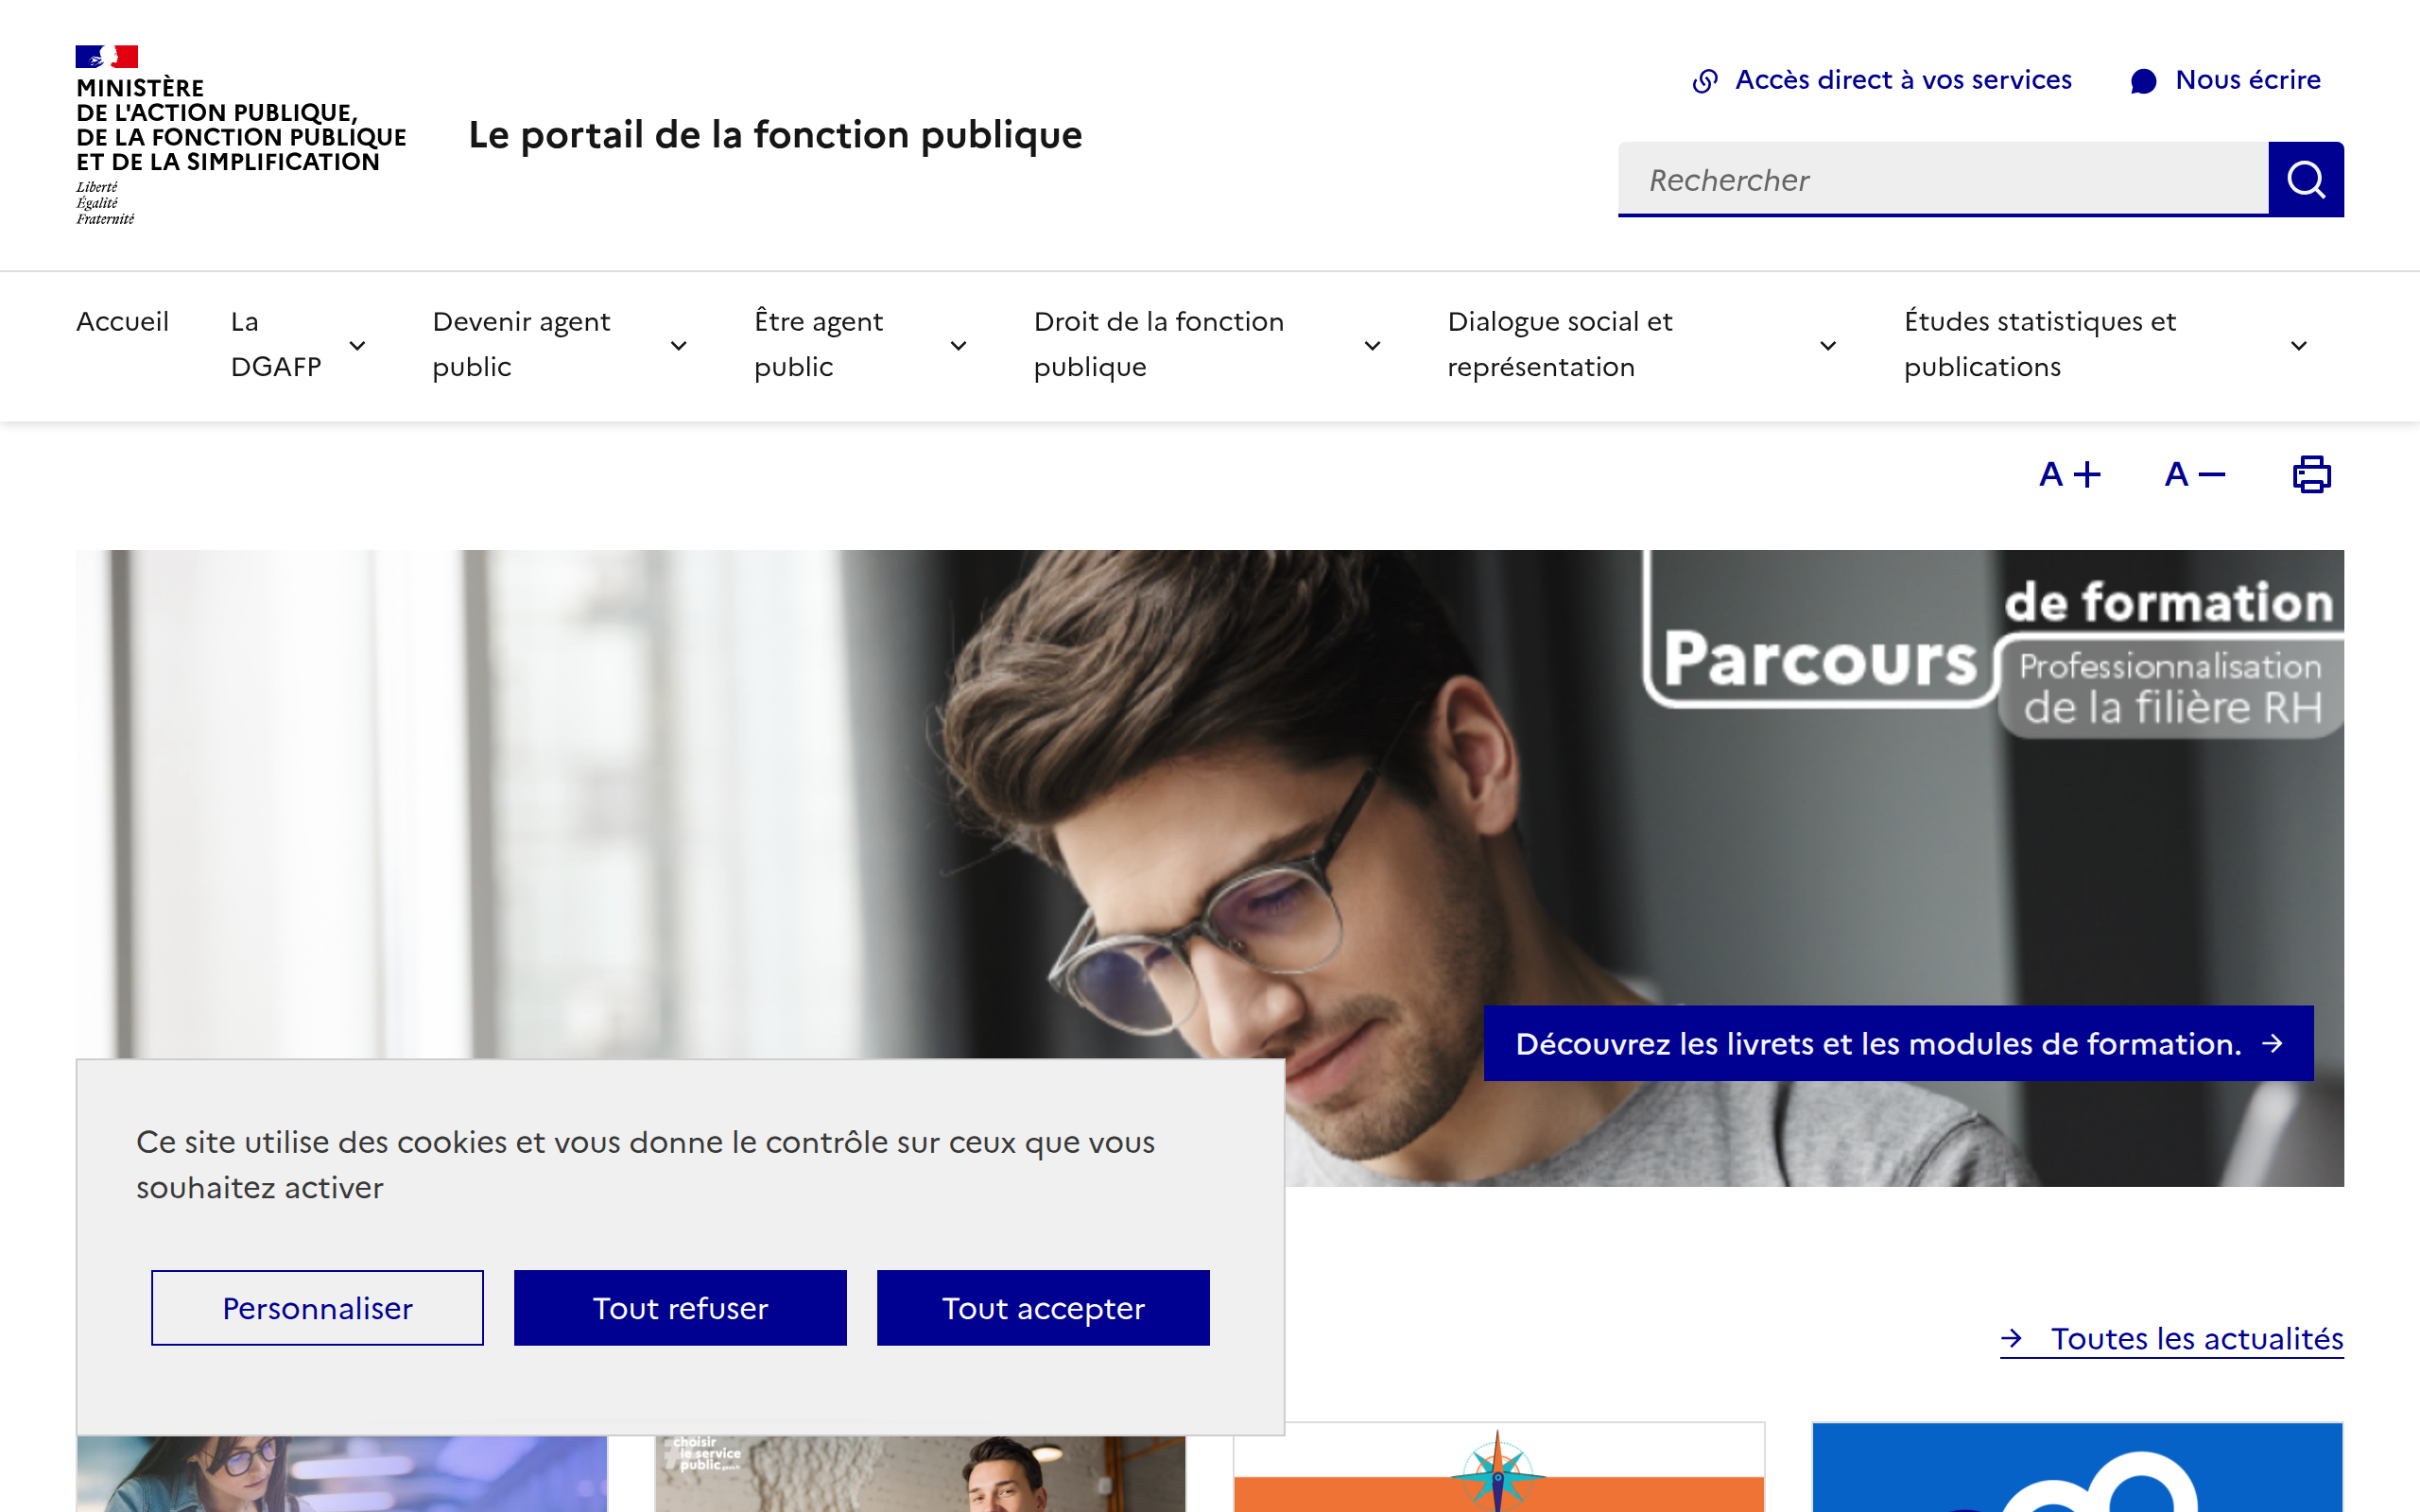 MINISTÈRE
DE L'ACTION PUBLIQUE,
DE LA FONCTION PUBLIQUE
ET DE LA SIMPLIFICATION
Liberté
Égalité
Fraternité
Le portail de la fonction publique
Accès direct à vos services
Nous écrire
Rechercher
Accueil
La
DGAFP
Devenir agent
public
Être agent
public
Droit de la fonction
publique
Dialogue social et
représentation
Études statistiques et
publications
A +
A −
de formation
Parcours
Professionnalisation
de la filière RH
Découvrez les livrets et les modules de formation.
Ce site utilise des cookies et vous donne le contrôle sur ceux que vous
souhaitez activer
Personnaliser
Tout refuser
Tout accepter
Toutes les actualités
choisir
le service
public